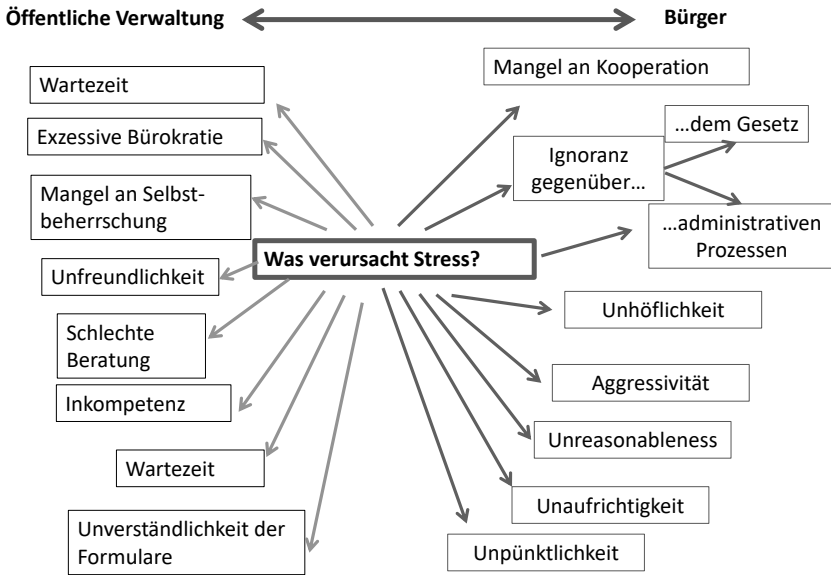 Öffentliche Verwaltung
Bürger
Wartezeit
Exzessive Bürokratie
Mangel an Selbst-
beherrschung
Unfreundlichkeit
Schlechte
Beratung
Inkompetenz
Wartezeit
Unverständlichkeit der
Formulare
Was verursacht Stress?
Mangel an Kooperation
Ignoranz
gegenüber...
...dem Gesetz
...administrativen
Prozessen
Unhöflichkeit
Aggressivität
Unreasonableness
Unaufrichtigkeit
Unpünktlichkeit